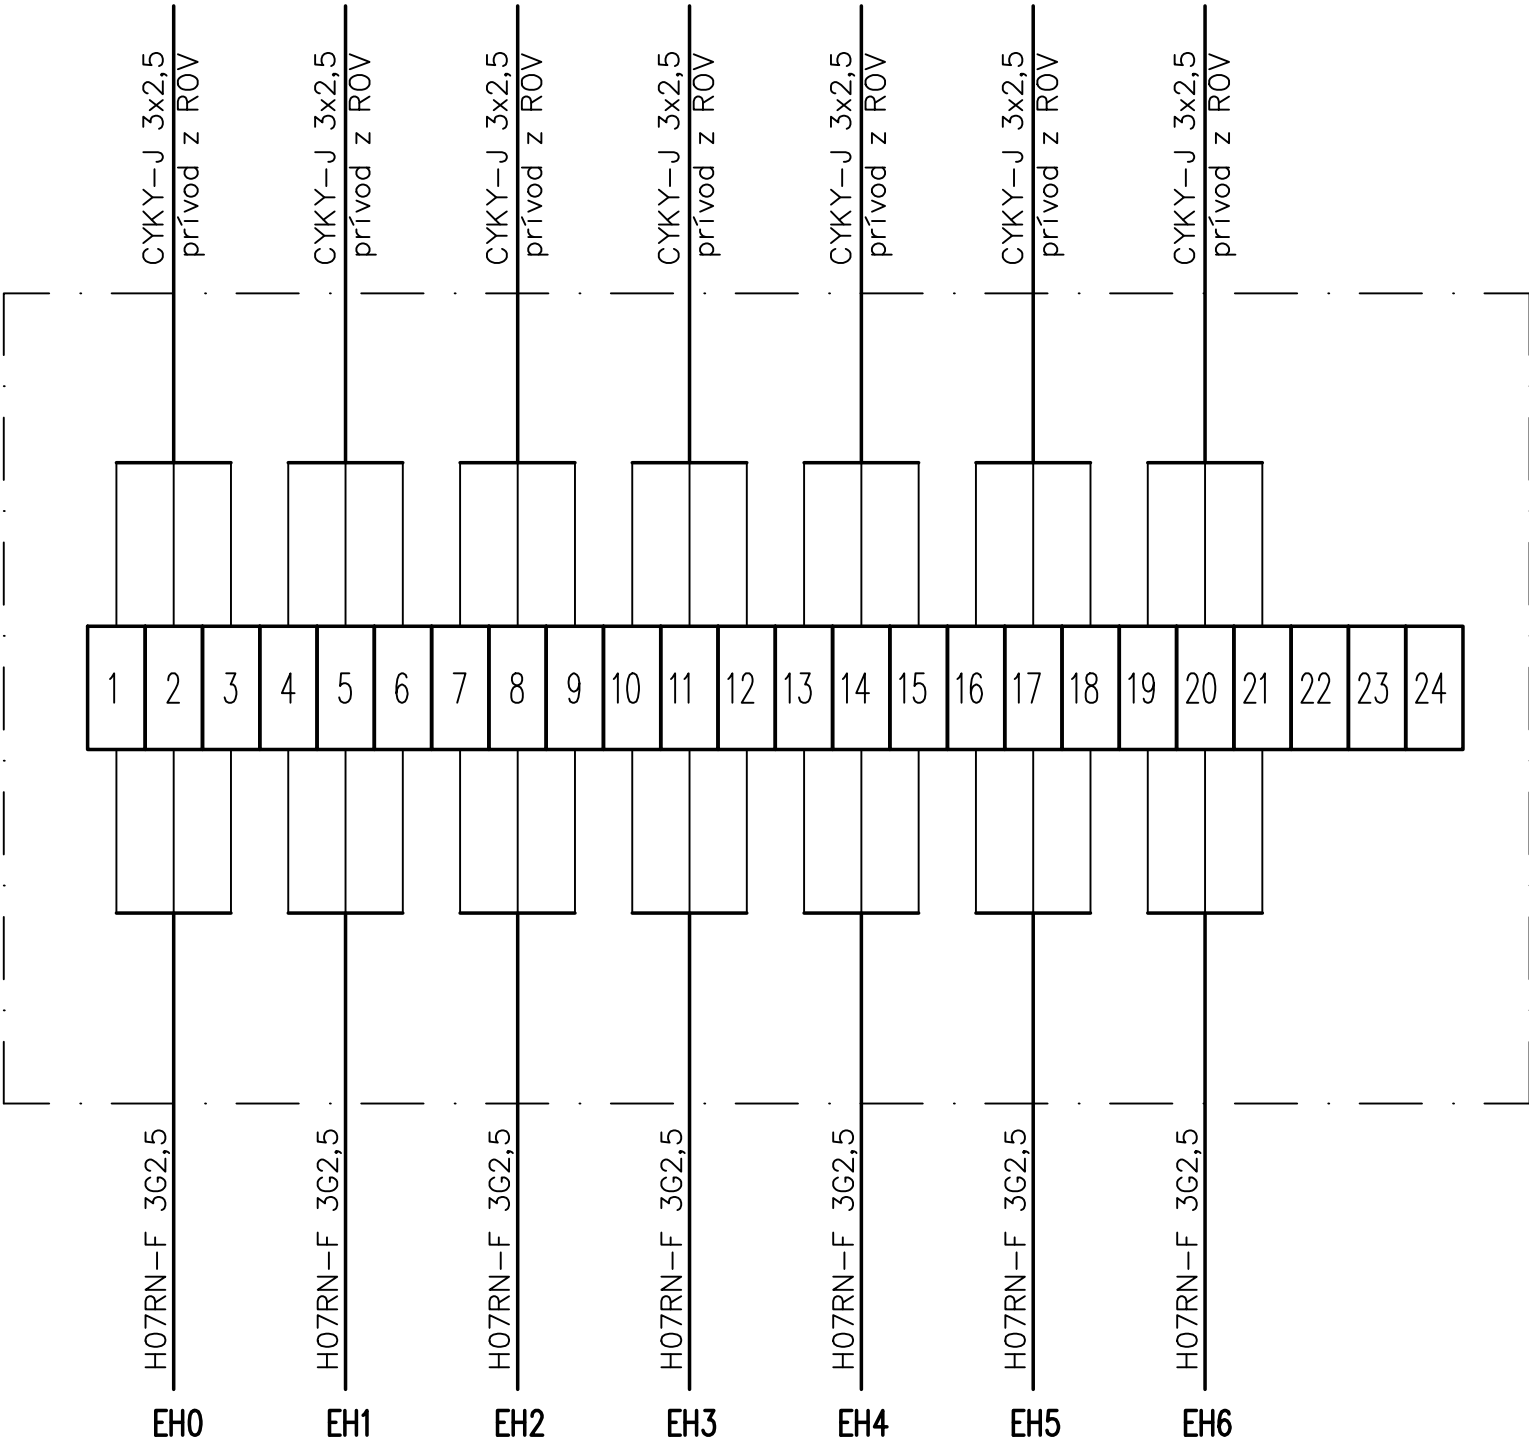 CYKY-J 3x2,5
prívod z ROV
CYKY-J 3x2,5
prívod z ROV
CYKY-J 3x2,5
prívod z ROV
CYKY-J 3x2,5
prívod z ROV
CYKY-J 3x2,5
prívod z ROV
CYKY-J 3x2,5
prívod z ROV
CYKY-J 3x2,5
prívod z ROV
1 2 3 4 5 6 7 8 9 10 11 12 13 14 15 16 17 18 19 20 21 22 23 24
H07RN-F 3G2,5
H07RN-F 3G2,5
H07RN-F 3G2,5
H07RN-F 3G2,5
H07RN-F 3G2,5
H07RN-F 3G2,5
H07RN-F 3G2,5
EH0 EH1 EH2 EH3 EH4 EH5 EH6